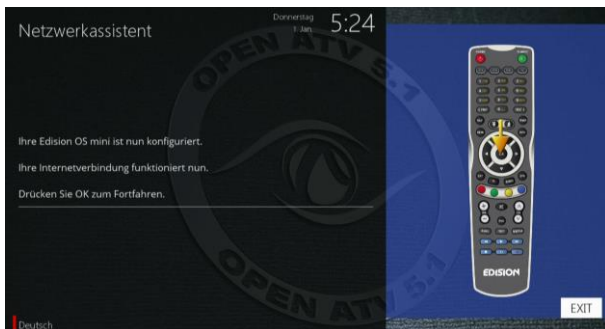 Netzwerkassistent
Donnerstag
1. Jan.
5:24
OPEN ATV 5.1
Ihre Edision OS mini ist nun konfiguriert.
Ihre Internetverbindung funktioniert nun.
Drücken Sie OK zum Fortfahren.
OPEN ATV 5.1
EDISION
EXIT
Deutsch